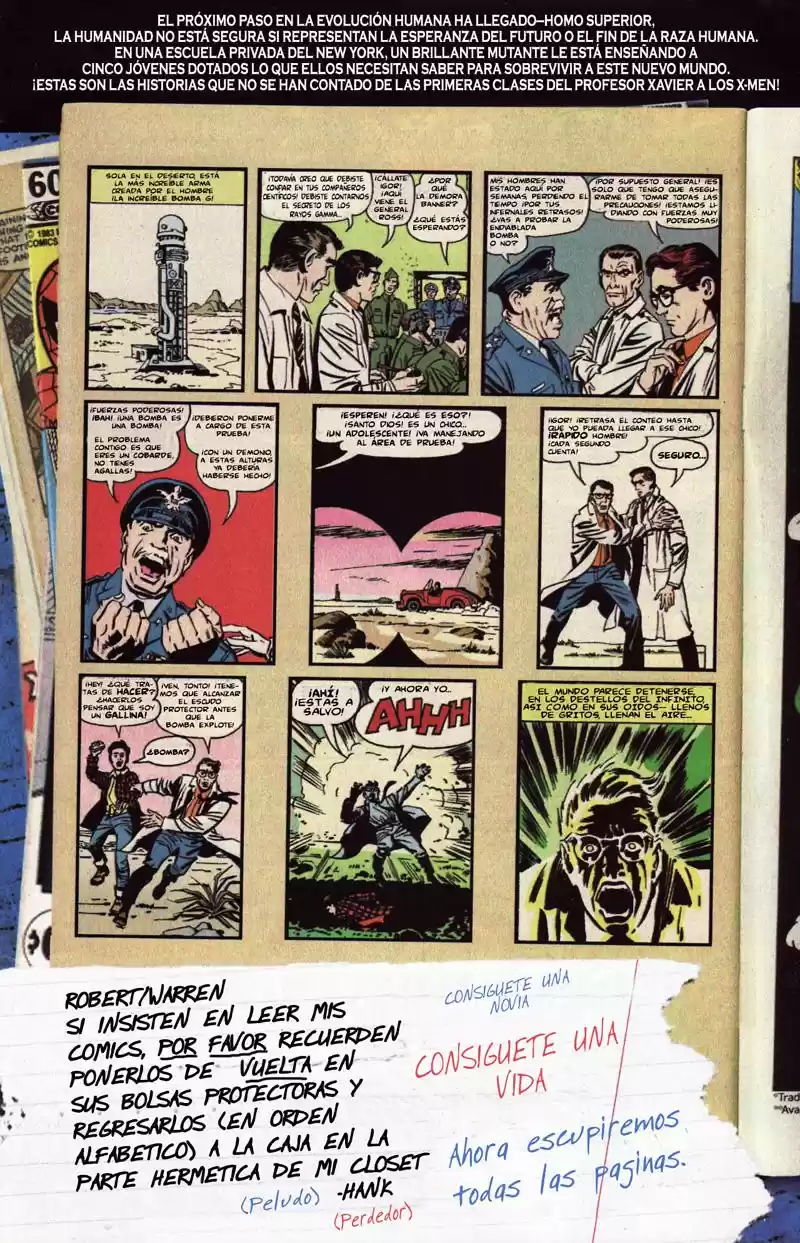 EL PRÓXIMO PASO EN LA EVOLUCIÓN HUMANA HA LLEGADO—HOMO SUPERIOR,
LA HUMANIDAD NO ESTÁ SEGURA SI REPRESENTAN LA ESPERANZA DEL FUTURO O EL FIN DE LA RAZA HUMANA.
EN UNA ESCUELA PRIVADA DEL NEW YORK, UN BRILLANTE MUTANTE LE ESTÁ ENSEÑANDO A
CINCO JÓVENES DOTADOS LO QUE ELLOS NECESITAN SABER PARA SOBREVIVIR A ESTE NUEVO MUNDO.
¡ESTAS SON LAS HISTORIAS QUE NO SE HAN CONTADO DE LAS PRIMERAS CLASES DEL PROFESOR XAVIER A LOS X-MEN!
60
© 1983
COMICS
SOLA EN EL DESIERTO, ESTÁ
LA MÁS INCREÍBLE ARMA
CREADA POR EL HOMBRE
¡LA INCREÍBLE BOMBA G!
¡TODAVÍA CREO QUE DEBISTE
CONFIAR EN TUS COMPAÑEROS
CIENTÍFICOS! DEBISTE CONTARNOS
EL SECRETO DE LOS
RAYOS GAMMA...
¡CÁLLATE
IGOR!
¡AQUÍ
VIENE EL
GENERAL
ROSS!
¿POR
QUÉ
LA DEMORA
BANNER?
¿QUÉ ESTÁS
ESPERANDO?
MIS HOMBRES HAN
ESTADO AQUÍ POR
SEMANAS, PERDIENDO EL
TIEMPO ¡POR TUS
INFERNALES RETRASOS!
¿VAS A PROBAR LA
ENDIABLADA
BOMBA
O NO?
¡POR SUPUESTO GENERAL! ¡ES
SOLO QUE TENGO QUE ASEGU-
RARME DE TOMAR TODAS LAS
PRECAUCIONES! ¡ESTAMOS LI-
DIANDO CON FUERZAS MUY
PODEROSAS!
¡FUERZAS PODEROSAS!
¡BAH! ¡UNA BOMBA ES
UNA BOMBA!
EL PROBLEMA
CONTIGO ES QUE
ERES UN COBARDE,
NO TIENES
AGALLAS!
¡DEBIERON PONERME
A CARGO DE ESTA
PRUEBA!
¡CON UN DEMONIO,
A ESTAS ALTURAS
YA DEBERÍA
HABERSE HECHO!
¡ESPEREN! ¡¿QUÉ ES ESO?!
¡SANTO DIOS! ES UN CHICO...
¡UN ADOLESCENTE! ¡VA MANEJANDO
AL ÁREA DE PRUEBA!
¡IGOR! ¡RETRASA EL CONTEO HASTA
QUE YO PUEADA LLEGAR A ESE CHICO!
¡RÁPIDO HOMBRE!
¡CADA SEGUNDO
CUENTA!
SEGURO...
¡HEY! ¿QUÉ TRA-
TAS DE HACER?
¿HACERLOS
PENSAR QUE SOY
UN GALLINA!
¡VEN, TONTO! ¡TENE-
MOS QUE ALCANZAR
EL ESCUDO
PROTECTOR ANTES
QUE LA
BOMBA EXPLOTE!
¿BOMBA?
¡AHÍ!
¡ESTAS A
SALVO!
¡Y AHORA YO...
AHHH
EL MUNDO PARECE DETENERSE
EN LOS DESTELLOS DEL INFINITO,
ASÍ COMO EN SUS OIDOS— LLENOS
DE GRITOS, LLENAN EL AIRE...
ROBERT/WARREN
SI INSISTEN EN LEER MIS
COMICS, POR FAVOR RECUERDEN
PONERLOS DE VUELTA EN
SUS BOLSAS PROTECTORAS Y
REGRESARLOS (EN ORDEN
ALFABETICO) A LA CAJA EN LA
PARTE HERMETICA DE MI CLOSET
-HANK
(Peludo)
(Perdedor)
CONSIGUETE UNA
NOVIA
CONSIGUETE UNA
VIDA
Ahora escupiremos
todas las paginas.